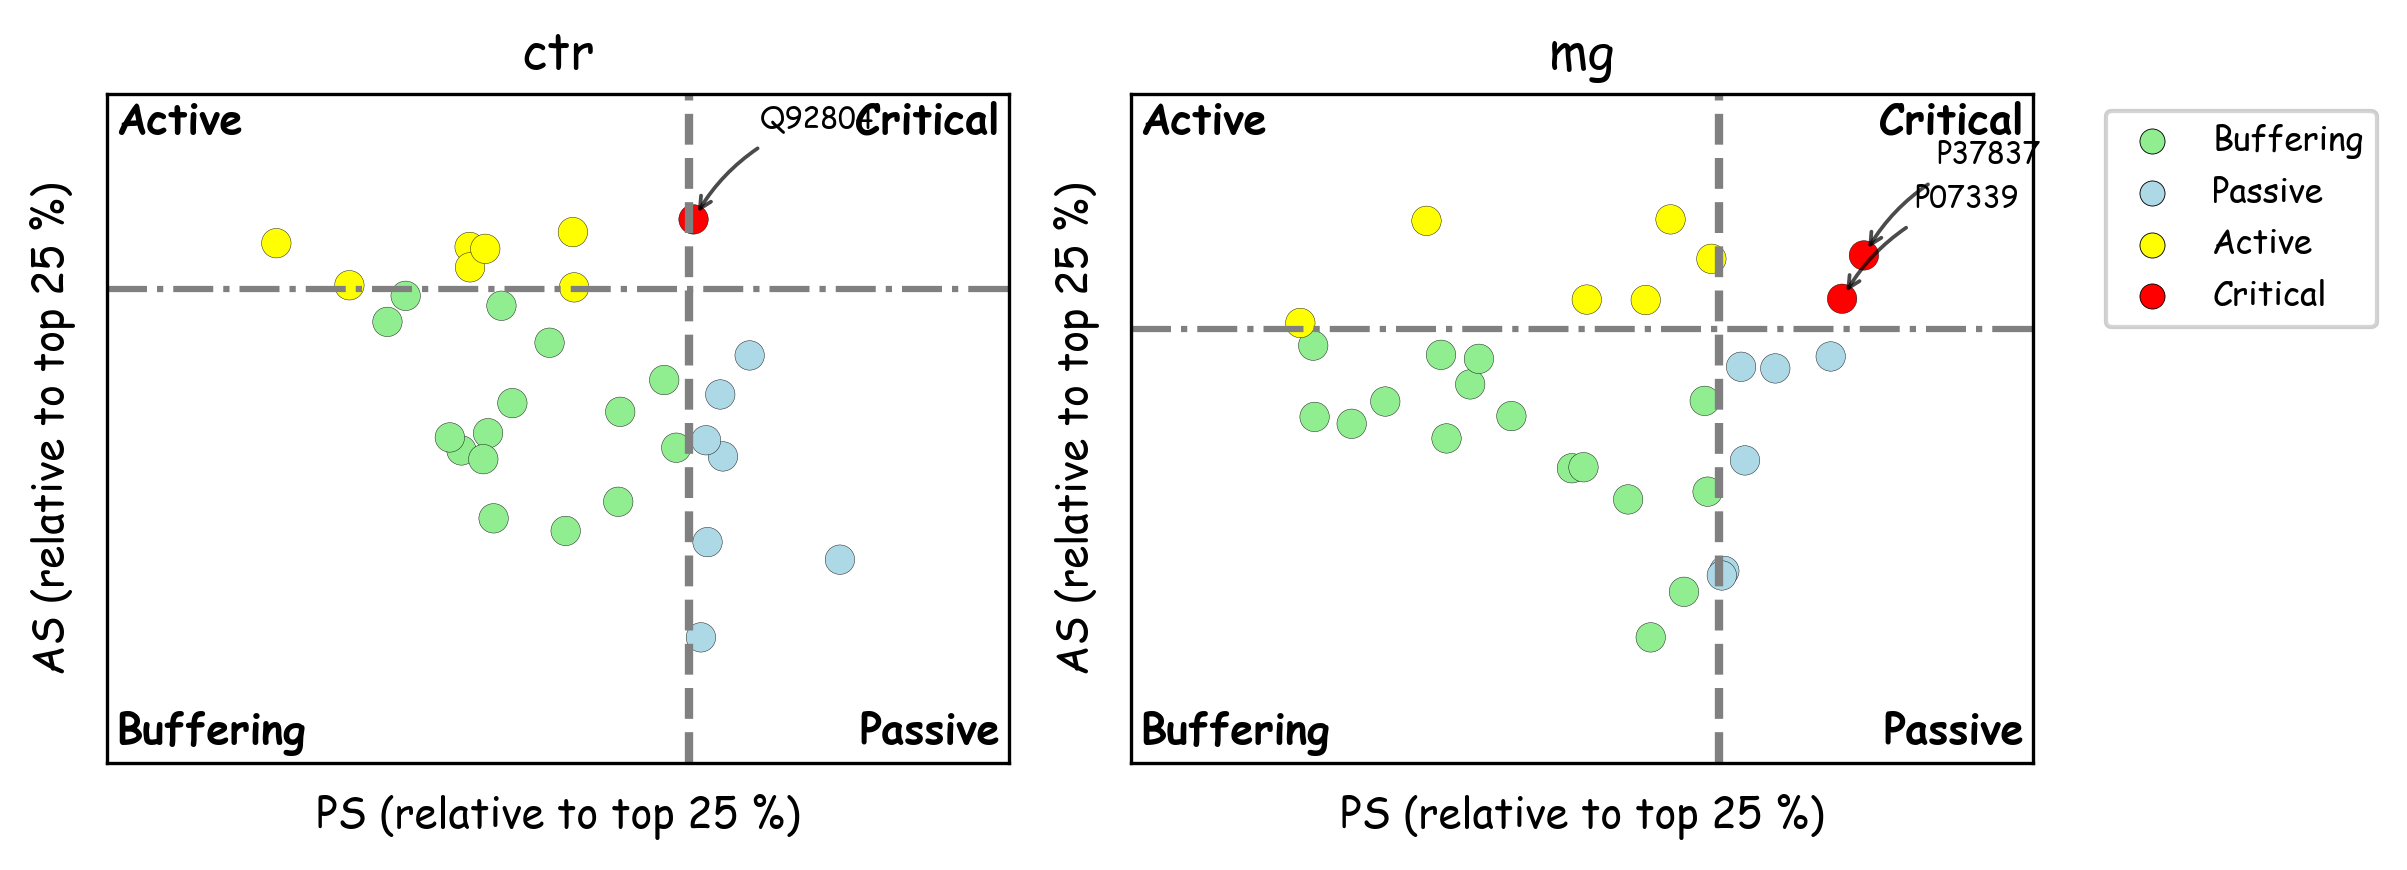 ctr
Active
Q92804
Critical
AS (relative to top 25 %)
Buffering
Passive
PS (relative to top 25 %)
mg
Active
Critical
P37837
P07339
AS (relative to top 25 %)
Buffering
Passive
PS (relative to top 25 %)
Buffering
Passive
Active
Critical